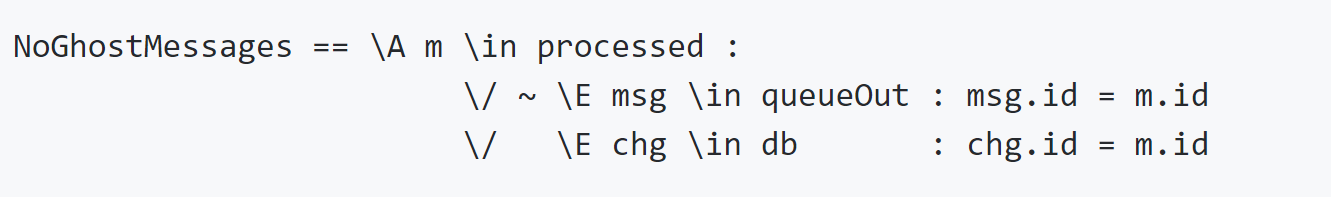 NoGhostMessages == \A m \in processed :
\/ ~ \E msg \in queueOut : msg.id = m.id
\/   \E chg \in db       : chg.id = m.id